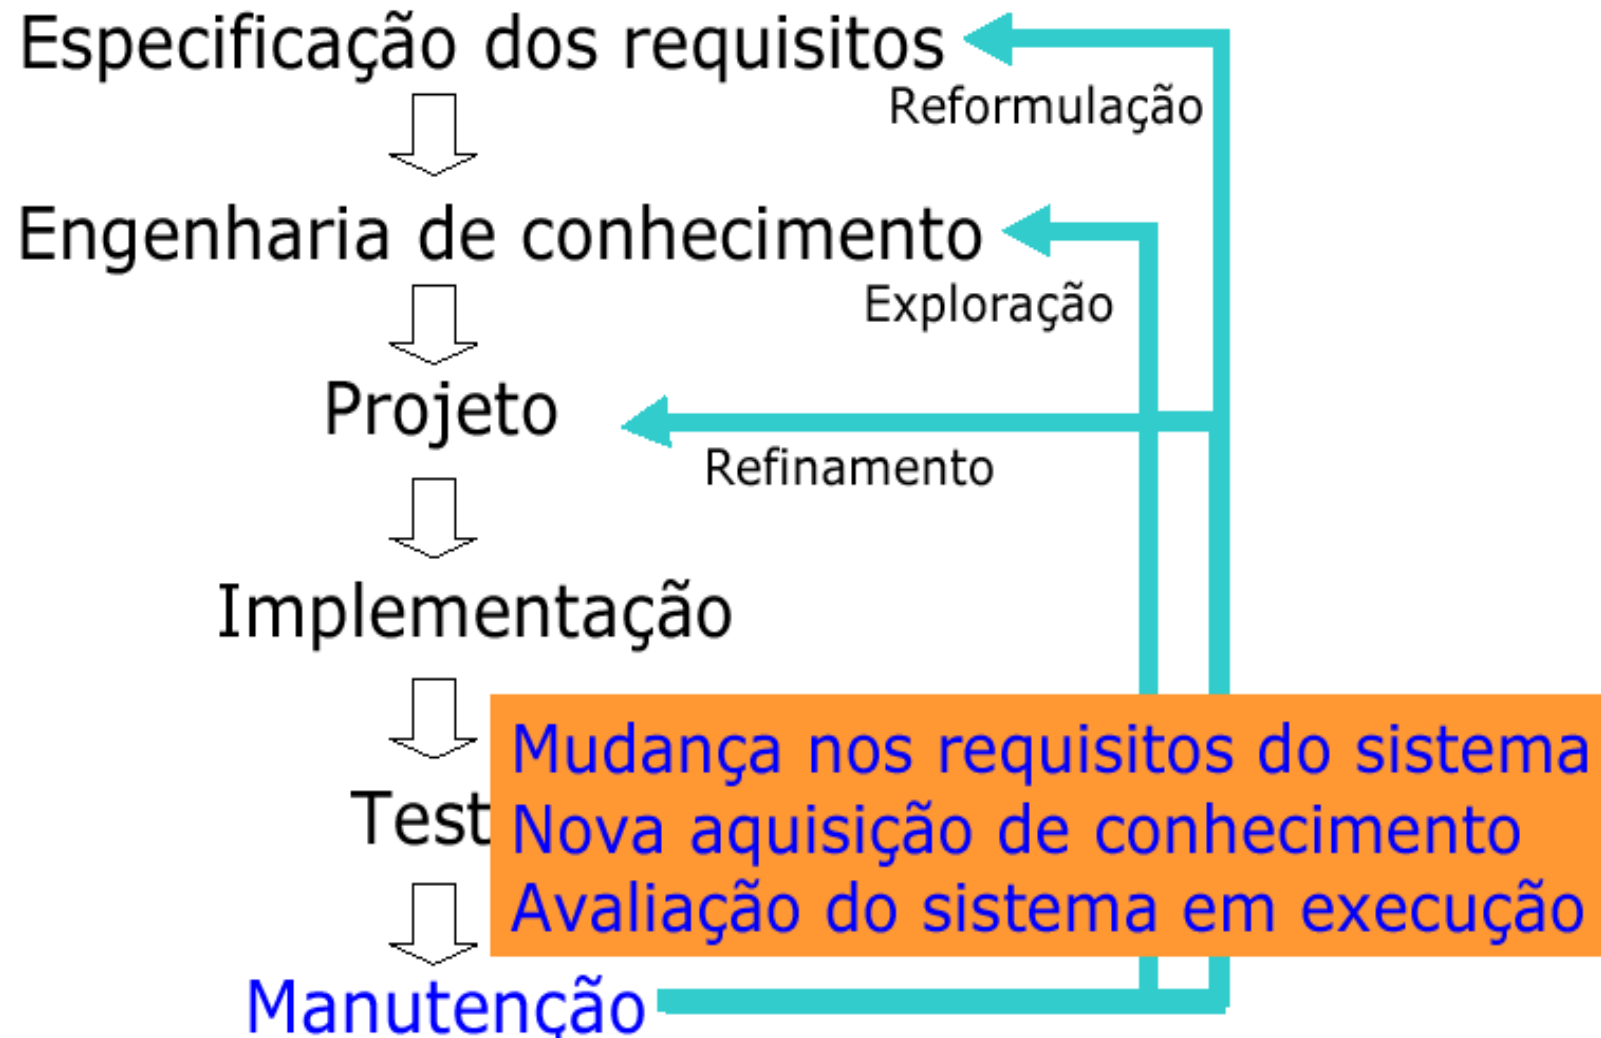 Especificação dos requisitos
Reformulação
Engenharia de conhecimento
Exploração
Projeto
Refinamento
Implementação
Mudança nos requisitos do sistema
Test
Nova aquisição de conhecimento
Avaliação do sistema em execução
Manutenção